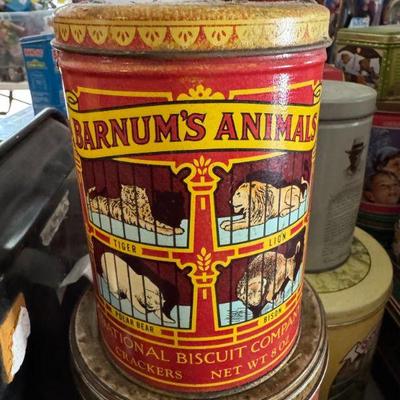 BARNUM'S ANIMALS
TIGER
LION
POLAR BEAR
BISON
NATIONAL BISCUIT COMPANY
CRACKERS NET WT 8 OZ